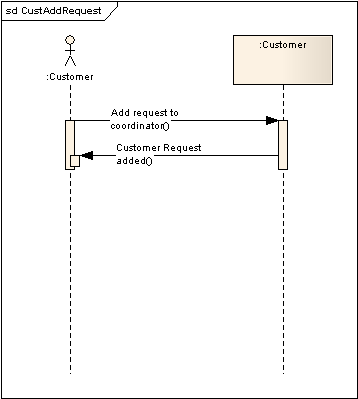 sd CustAddRequest
:Customer
:Customer
Add request to
coordinator()
Customer Request
added()